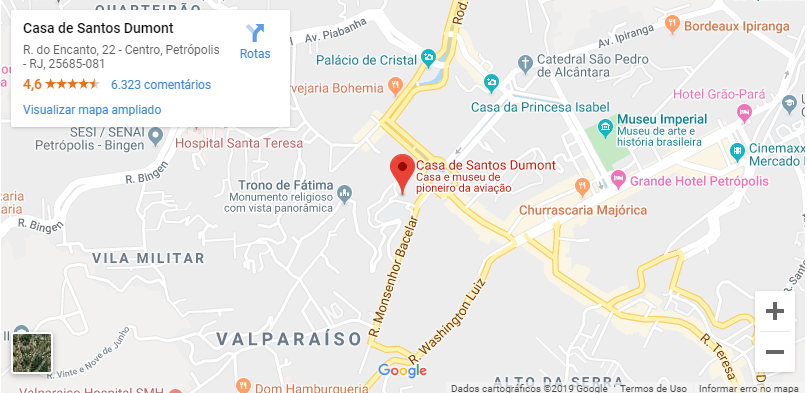 Casa de Santos Dumont
R. do Encanto, 22 - Centro, Petrópolis
- RJ, 25685-081
4,6
6.323 comentários
Visualizar mapa ampliado
Rotas
QUARTEIRÃO
Av. Piabanha
Rod.
Bordeaux Ipiranga
Av. Ipiranga
Palácio de Cristal
Catedral São Pedro
de Alcântara
Cervejaria Bohemia
Casa da Princesa Isabel
Hotel Grão-Pará
SESI / SENAI
Petrópolis - Bingen
Hospital Santa Teresa
Museu Imperial
Museu de arte e
história brasileira
Cinemaxx
Mercado
R. Bingen
Casa de Santos Dumont
Casa e museu de
pioneiro da aviação
Trono de Fátima
Monumento religioso
com vista panorâmica
Grande Hotel Petrópolis
Churrascaria Majórica
R. Bingen
VILA MILITAR
R. Monsenhor Bacelar
R. Washington Luiz
VALPARAÍSO
R. Teresa
R. Vinte e Nove de Junho
Google
Valparaíso Hospital SMH
Dom Hamburgueria
ALTO DA SERRA
Dados cartográficos ©2019 Google
Termos de Uso
Informar erro no mapa